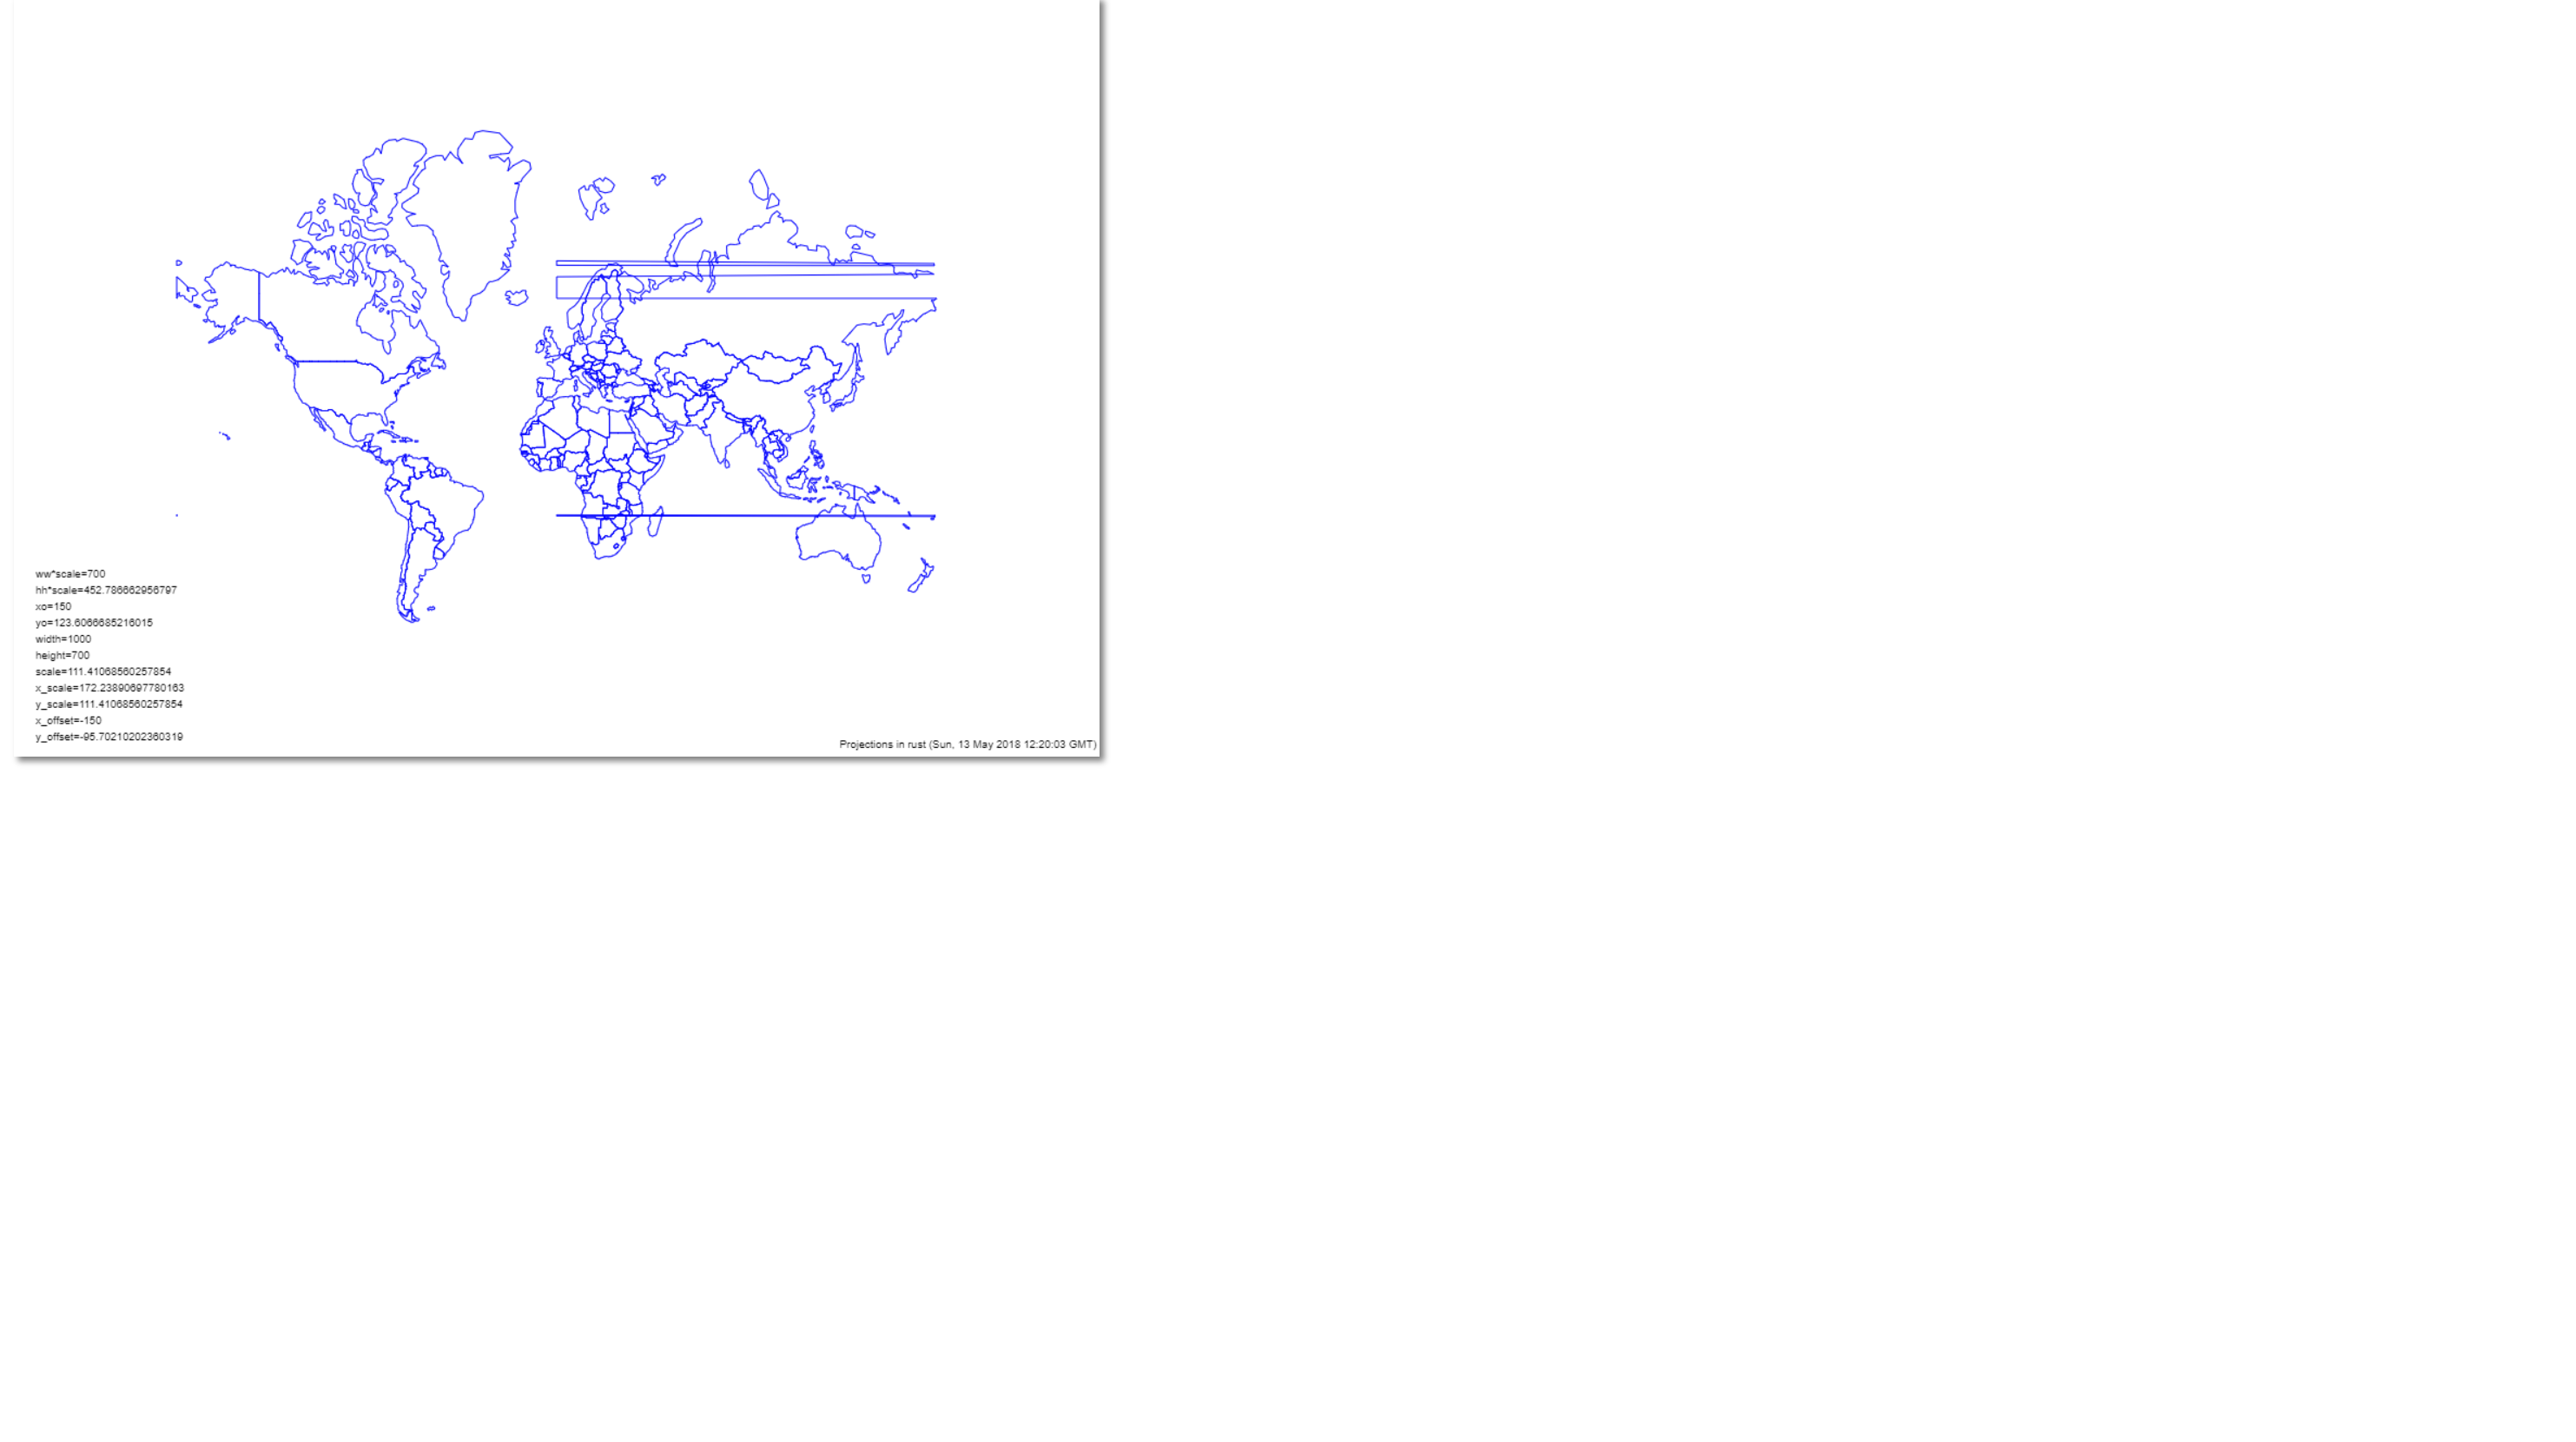 ww*scale=700
hh*scale=452.786662956797
xo=150
yo=123.6066685216015
width=1000
height=700
scale=111.41068560257854
x_scale=172.23890697780163
y_scale=111.41068560257854
x_offset=-150
y_offset=-95.70210202360319
Projections in rust (Sun, 13 May 2018 12:20:03 GMT)